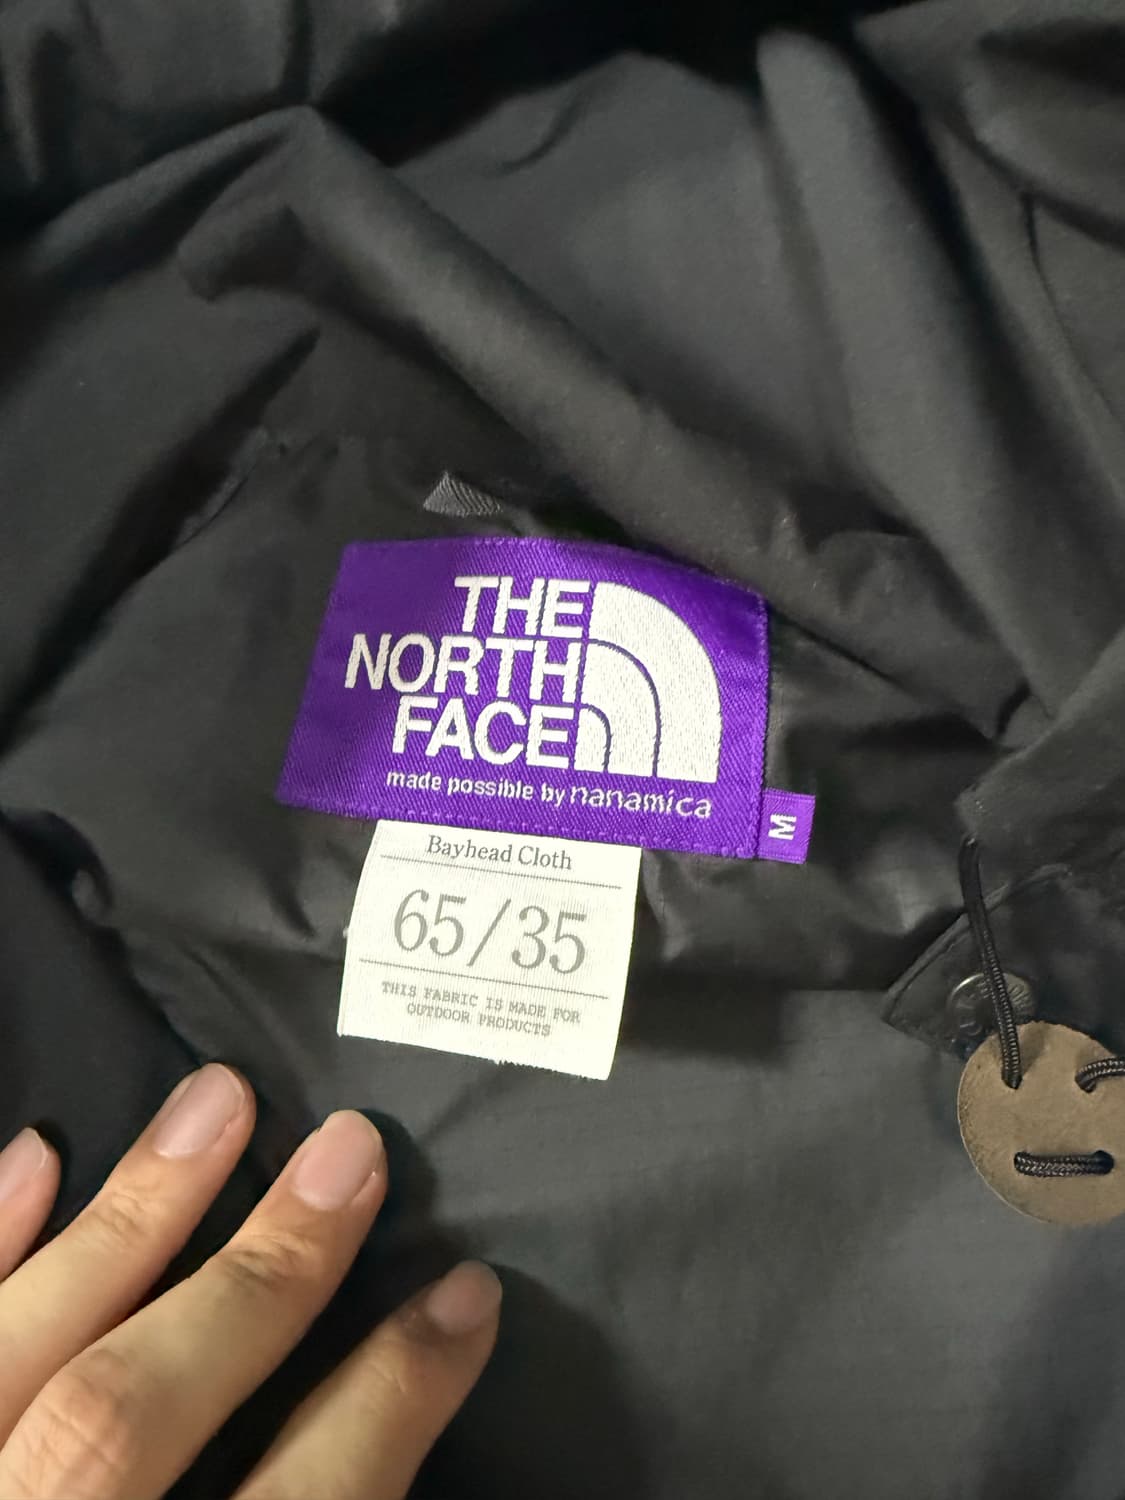 THE
NORTH
FACE
made possible by nanamica
M
Bayhead Cloth
65/35
THIS FABRIC IS MADE FOR
OUTDOOR PRODUCTS